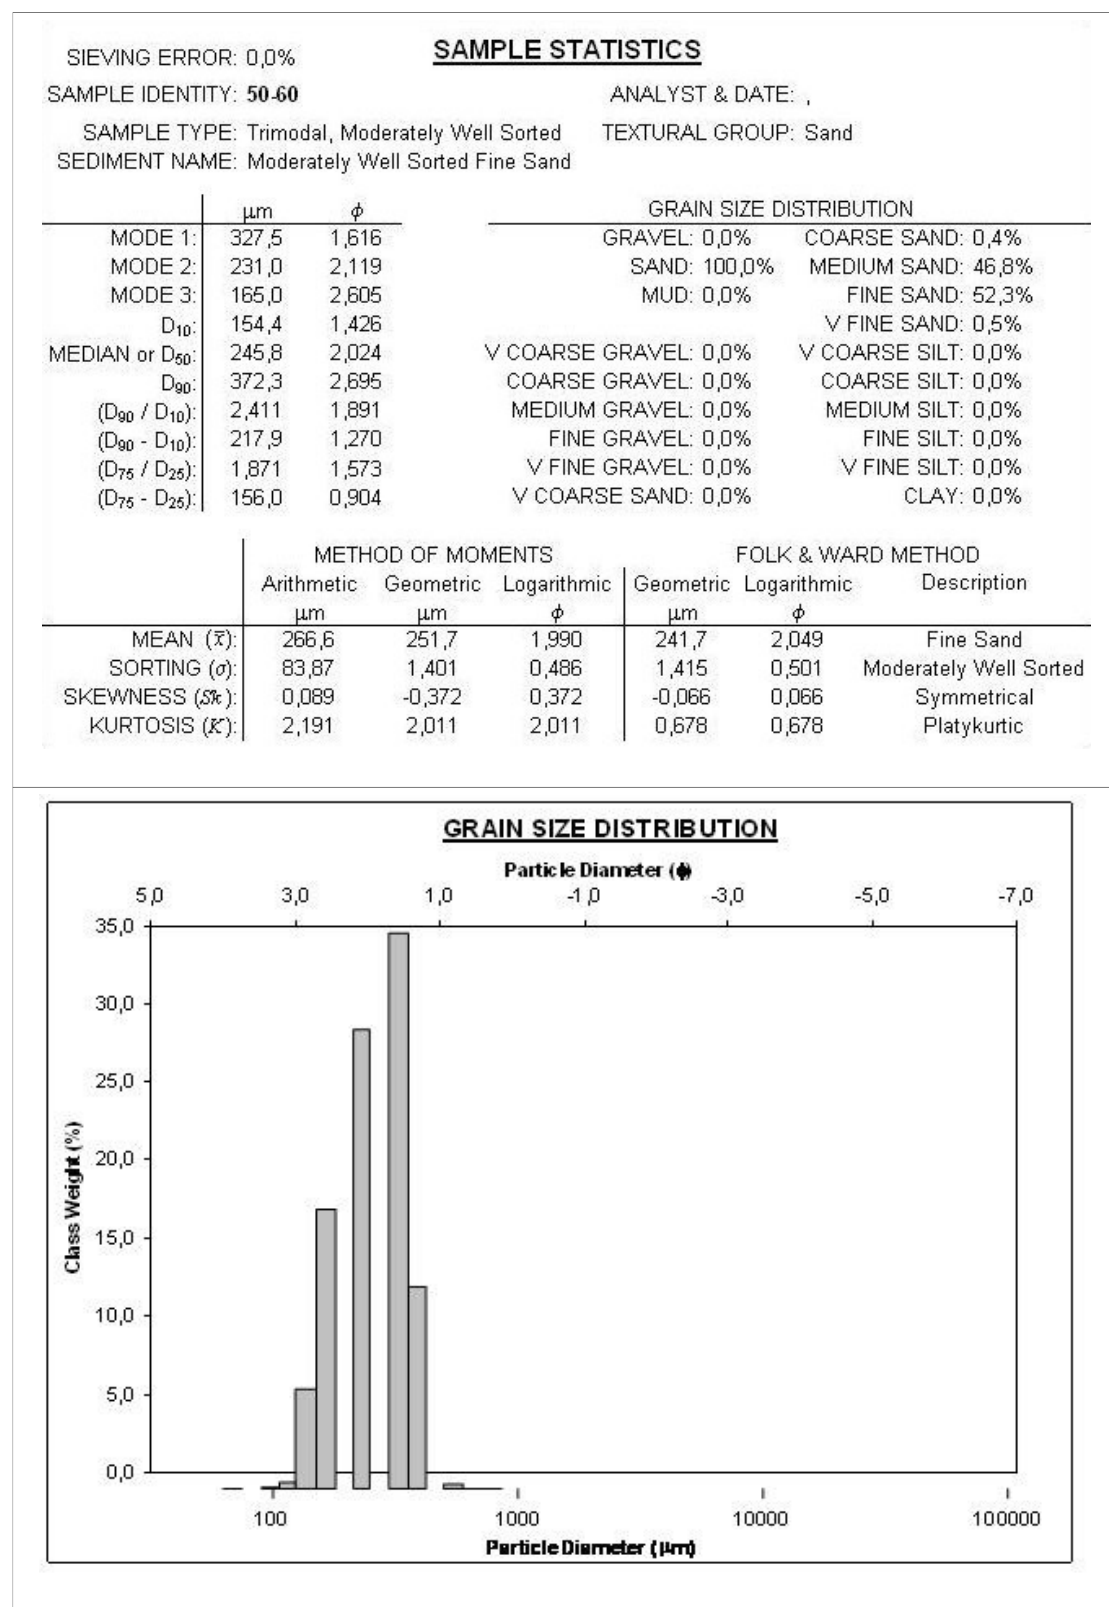 SAMPLE STATISTICS
SIEVING ERROR: 0,0%
SAMPLE IDENTITY: 50-60 ANALYST & DATE: ,
SAMPLE TYPE: Trimodal, Moderately Well Sorted TEXTURAL GROUP: Sand
SEDIMENT NAME: Moderately Well Sorted Fine Sand
μm ϕ GRAIN SIZE DISTRIBUTION
MODE 1: 327,5 1,616 GRAVEL: 0,0% COARSE SAND: 0,4%
MODE 2: 231,0 2,119 SAND: 100,0% MEDIUM SAND: 46,8%
MODE 3: 165,0 2,605 MUD: 0,0% FINE SAND: 52,3%
D10: 154,4 1,426 V FINE SAND: 0,5%
MEDIAN or D50: 245,8 2,024 V COARSE GRAVEL: 0,0% V COARSE SILT: 0,0%
D90: 372,3 2,695 COARSE GRAVEL: 0,0% COARSE SILT: 0,0%
(D90 / D10): 2,411 1,891 MEDIUM GRAVEL: 0,0% MEDIUM SILT: 0,0%
(D90 - D10): 217,9 1,270 FINE GRAVEL: 0,0% FINE SILT: 0,0%
(D75 / D25): 1,871 1,573 V FINE GRAVEL: 0,0% V FINE SILT: 0,0%
(D75 - D25): 156,0 0,904 V COARSE SAND: 0,0% CLAY: 0,0%
METHOD OF MOMENTS FOLK & WARD METHOD
Arithmetic Geometric Logarithmic Geometric Logarithmic Description
μm μm ϕ μm ϕ
MEAN (x̄): 266,6 251,7 1,990 241,7 2,049 Fine Sand
SORTING (σ): 83,87 1,401 0,486 1,415 0,501 Moderately Well Sorted
SKEWNESS (Sk): 0,089 -0,372 0,372 -0,066 0,066 Symmetrical
KURTOSIS (K): 2,191 2,011 2,011 0,678 0,678 Platykurtic
GRAIN SIZE DISTRIBUTION
Particle Diameter (ϕ)
5,0 3,0 1,0 -1,0 -3,0 -5,0 -7,0
35,0
30,0
25,0
20,0
15,0
10,0
5,0
0,0
Class Weight (%)
100 1000 10000 100000
Particle Diameter (μm)